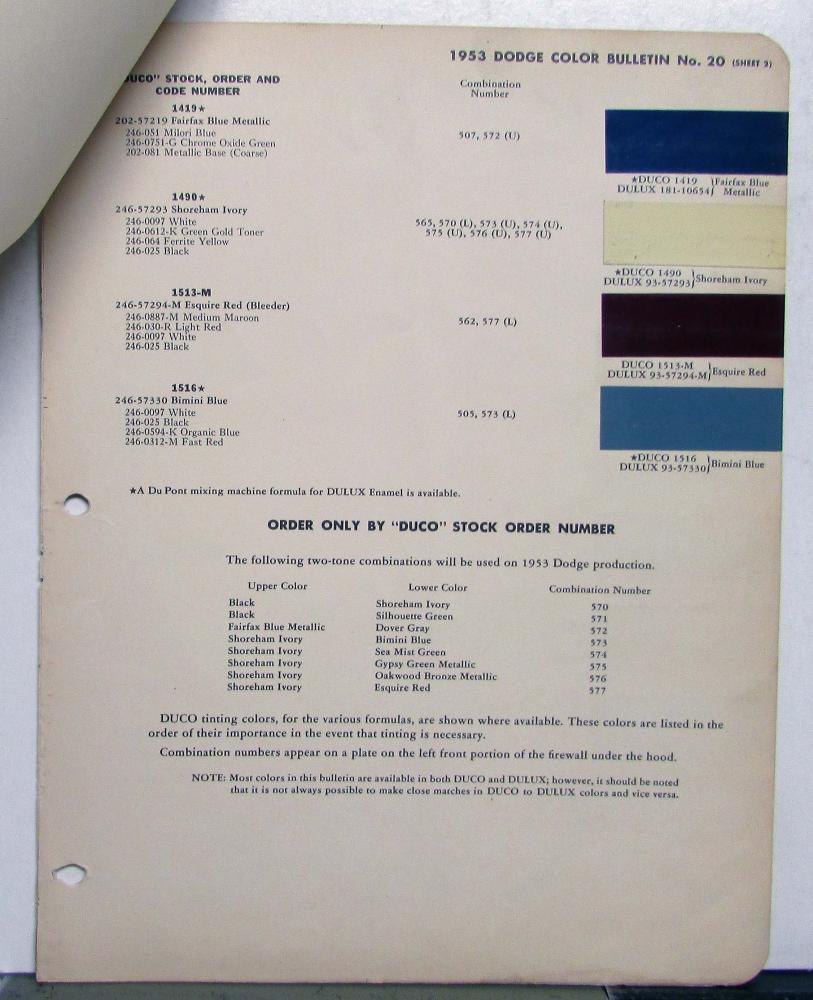 1953 DODGE COLOR BULLETIN No. 20 (SHEET 2)
DUCO" STOCK, ORDER AND
CODE NUMBER
Combination
Number
1419★
202-57219 Fairfax Blue Metallic
246-051 Milori Blue
246-0751-G Chrome Oxide Green
202-081 Metallic Base (Coarse)
507, 572 (U)
★DUCO 1419
DULUX 181-10654
} Fairfax Blue
Metallic
1490★
246-57293 Shoreham Ivory
246-0097 White
246-0612-K Green Gold Toner
246-064 Ferrite Yellow
246-025 Black
565, 570 (L), 573 (U), 574 (U),
575 (U), 576 (U), 577 (U)
★DUCO 1490
DULUX 93-57293
} Shoreham Ivory
1513-M
246-57294-M Esquire Red (Bleeder)
246-0887-M Medium Maroon
246-030-R Light Red
246-0097 White
246-025 Black
562, 577 (L)
DUCO 1513-M
DULUX 93-57294-M
} Esquire Red
1516★
246-57330 Bimini Blue
246-0097 White
246-025 Black
246-0594-K Organic Blue
246-0312-M Fast Red
505, 573 (L)
★DUCO 1516
DULUX 93-57330
} Bimini Blue
★A Du Pont mixing machine formula for DULUX Enamel is available.
ORDER ONLY BY "DUCO" STOCK ORDER NUMBER
The following two-tone combinations will be used on 1953 Dodge production.
Upper Color Lower Color Combination Number
Black Shoreham Ivory 570
Black Silhouette Green 571
Fairfax Blue Metallic Dover Gray 572
Shoreham Ivory Bimini Blue 573
Shoreham Ivory Sea Mist Green 574
Shoreham Ivory Gypsy Green Metallic 575
Shoreham Ivory Oakwood Bronze Metallic 576
Shoreham Ivory Esquire Red 577
DUCO tinting colors, for the various formulas, are shown where available. These colors are listed in the
order of their importance in the event that tinting is necessary.
Combination numbers appear on a plate on the left front portion of the firewall under the hood.
NOTE: Most colors in this bulletin are available in both DUCO and DULUX; however, it should be noted
that it is not always possible to make close matches in DUCO to DULUX colors and vice versa.